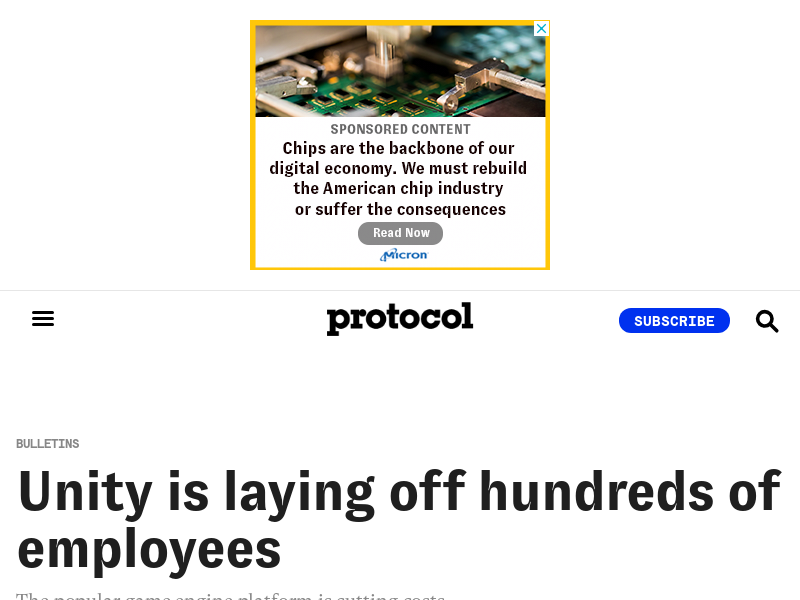 SPONSORED CONTENT
Chips are the backbone of our
digital economy. We must rebuild
the American chip industry
or suffer the consequences
Read Now
Micron
protocol
SUBSCRIBE
BULLETINS
Unity is laying off hundreds of
employees
The popular game engine platform is cutting costs.